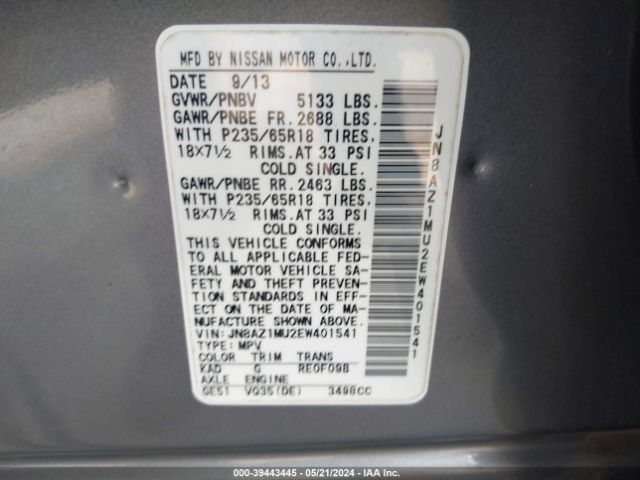 MFD BY NISSAN MOTOR CO.,LTD.
DATE 9/13
GVWR/PNBV 5133 LBS.
GAWR/PNBE FR. 2688 LBS.
WITH P235/65R18 TIRES.
18X7½ RIMS.AT 33 PSI
COLD SINGLE.
GAWR/PNBE RR. 2463 LBS.
WITH P235/65R18 TIRES.
18X7½ RIMS.AT 33 PSI
COLD SINGLE.
THIS VEHICLE CONFORMS
TO ALL APPLICABLE FED-
ERAL MOTOR VEHICLE SA-
FETY AND THEFT PREVEN-
TION STANDARDS IN EFF-
ECT ON THE DATE OF MA-
NUFACTURE SHOWN ABOVE.
VIN: JN8AZ1MU2EW401541
TYPE: MPV
COLOR TRIM TRANS
KAD G RE0F09B
AXLE ENGINE
GE51 VQ35(DE) 3498CC
JN8AZ1MU2EW401541
000-39443445 - 05/21/2024 - IAA Inc.